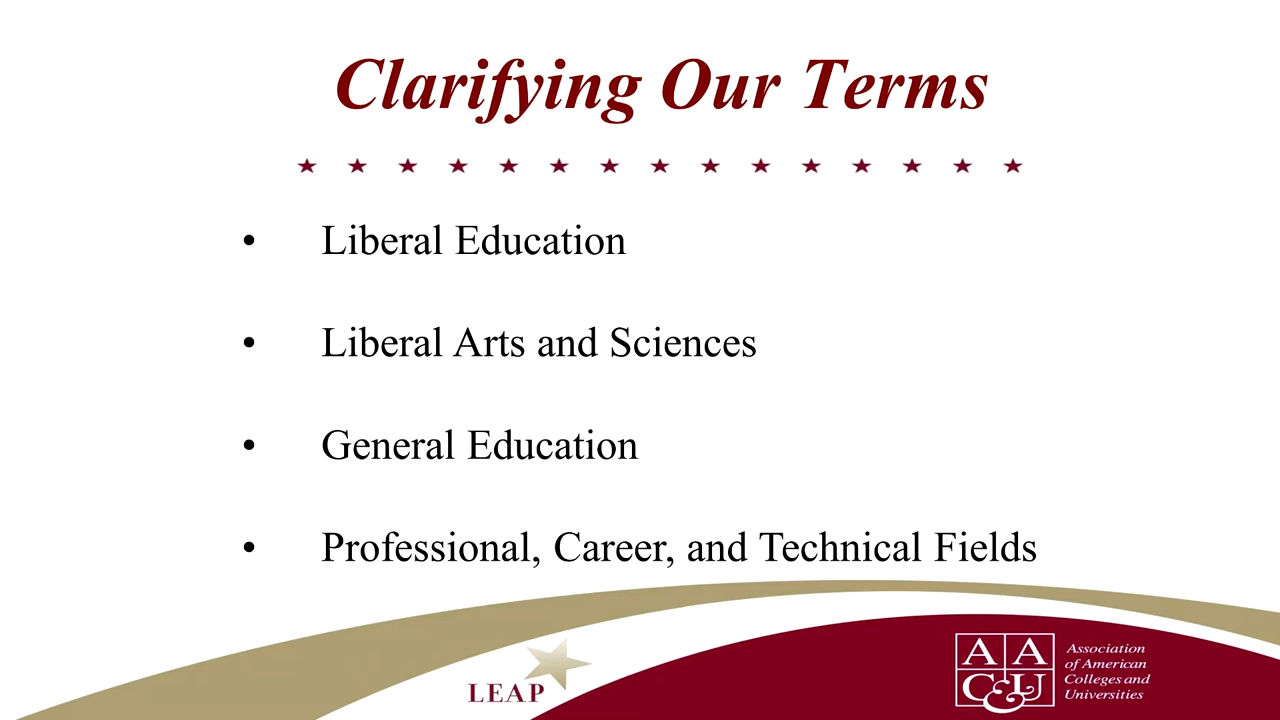 Clarifying Our Terms
• Liberal Education
• Liberal Arts and Sciences
• General Education
• Professional, Career, and Technical Fields
LEAP
AA
C&U
Association
of American
Colleges and
Universities